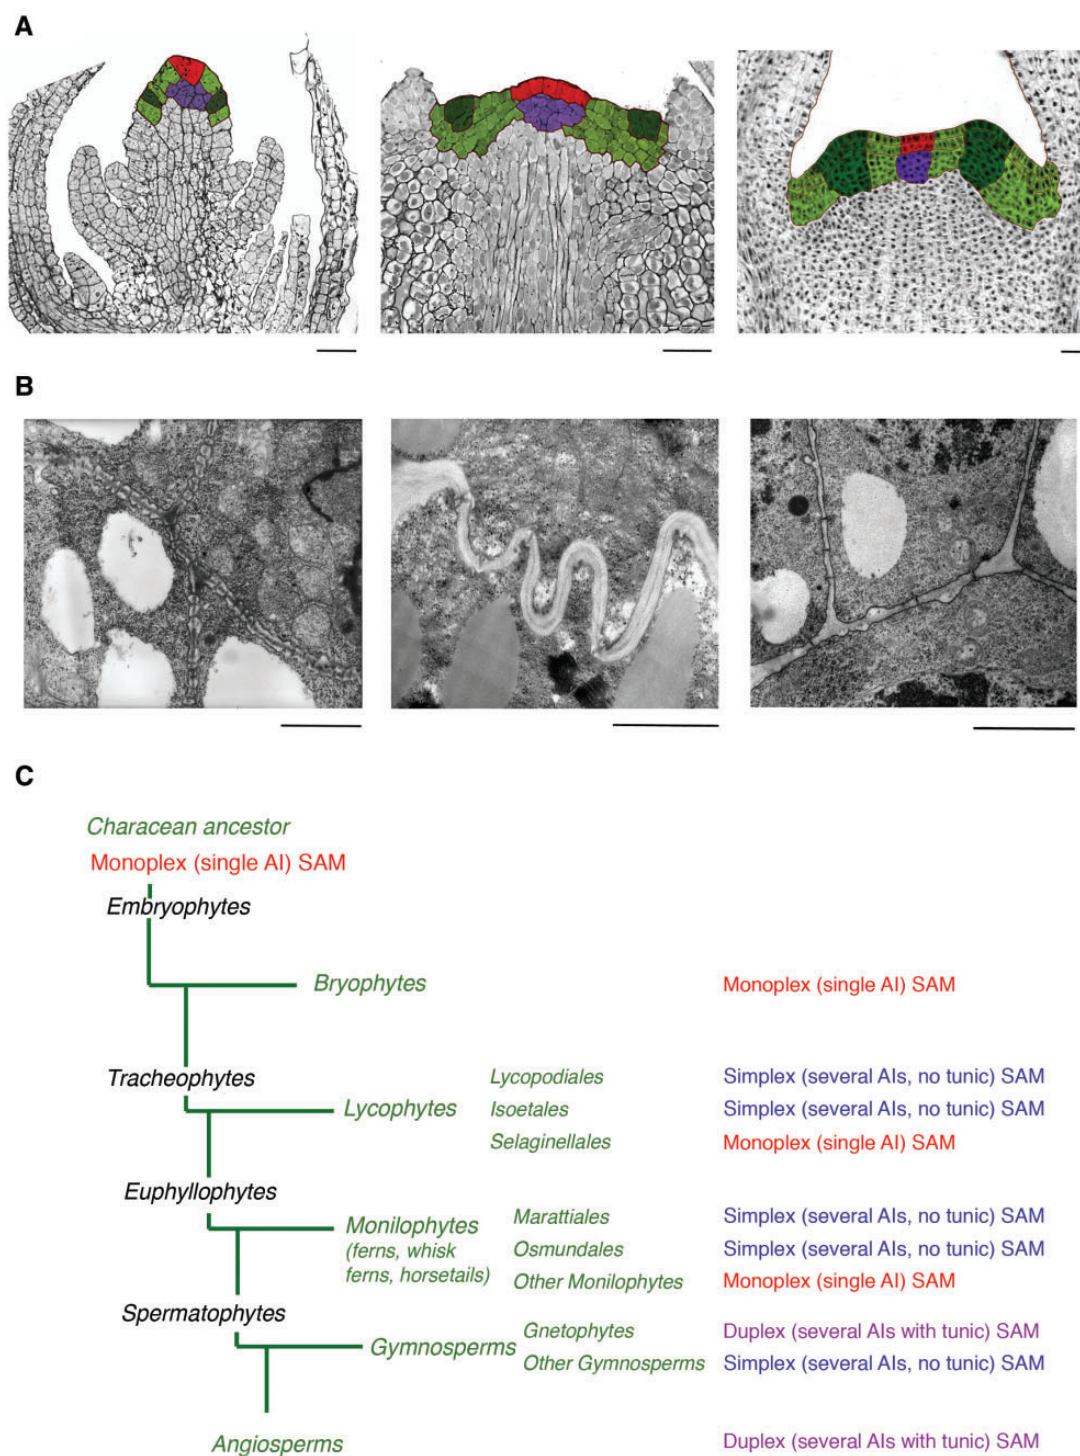 A
B
C
Characean ancestor
Monoplex (single AI) SAM
Embryophytes
Bryophytes Monoplex (single AI) SAM
Tracheophytes
Lycopodiales Simplex (several AIs, no tunic) SAM
Lycophytes Isoetales Simplex (several AIs, no tunic) SAM
Selaginellales Monoplex (single AI) SAM
Euphyllophytes
Marattiales Simplex (several AIs, no tunic) SAM
Monilophytes
(ferns, whisk Osmundales Simplex (several AIs, no tunic) SAM
ferns, horsetails) Other Monilophytes Monoplex (single AI) SAM
Spermatophytes
Gnetophytes Duplex (several AIs with tunic) SAM
Gymnosperms
Other Gymnosperms Simplex (several AIs, no tunic) SAM
Angiosperms Duplex (several AIs with tunic) SAM